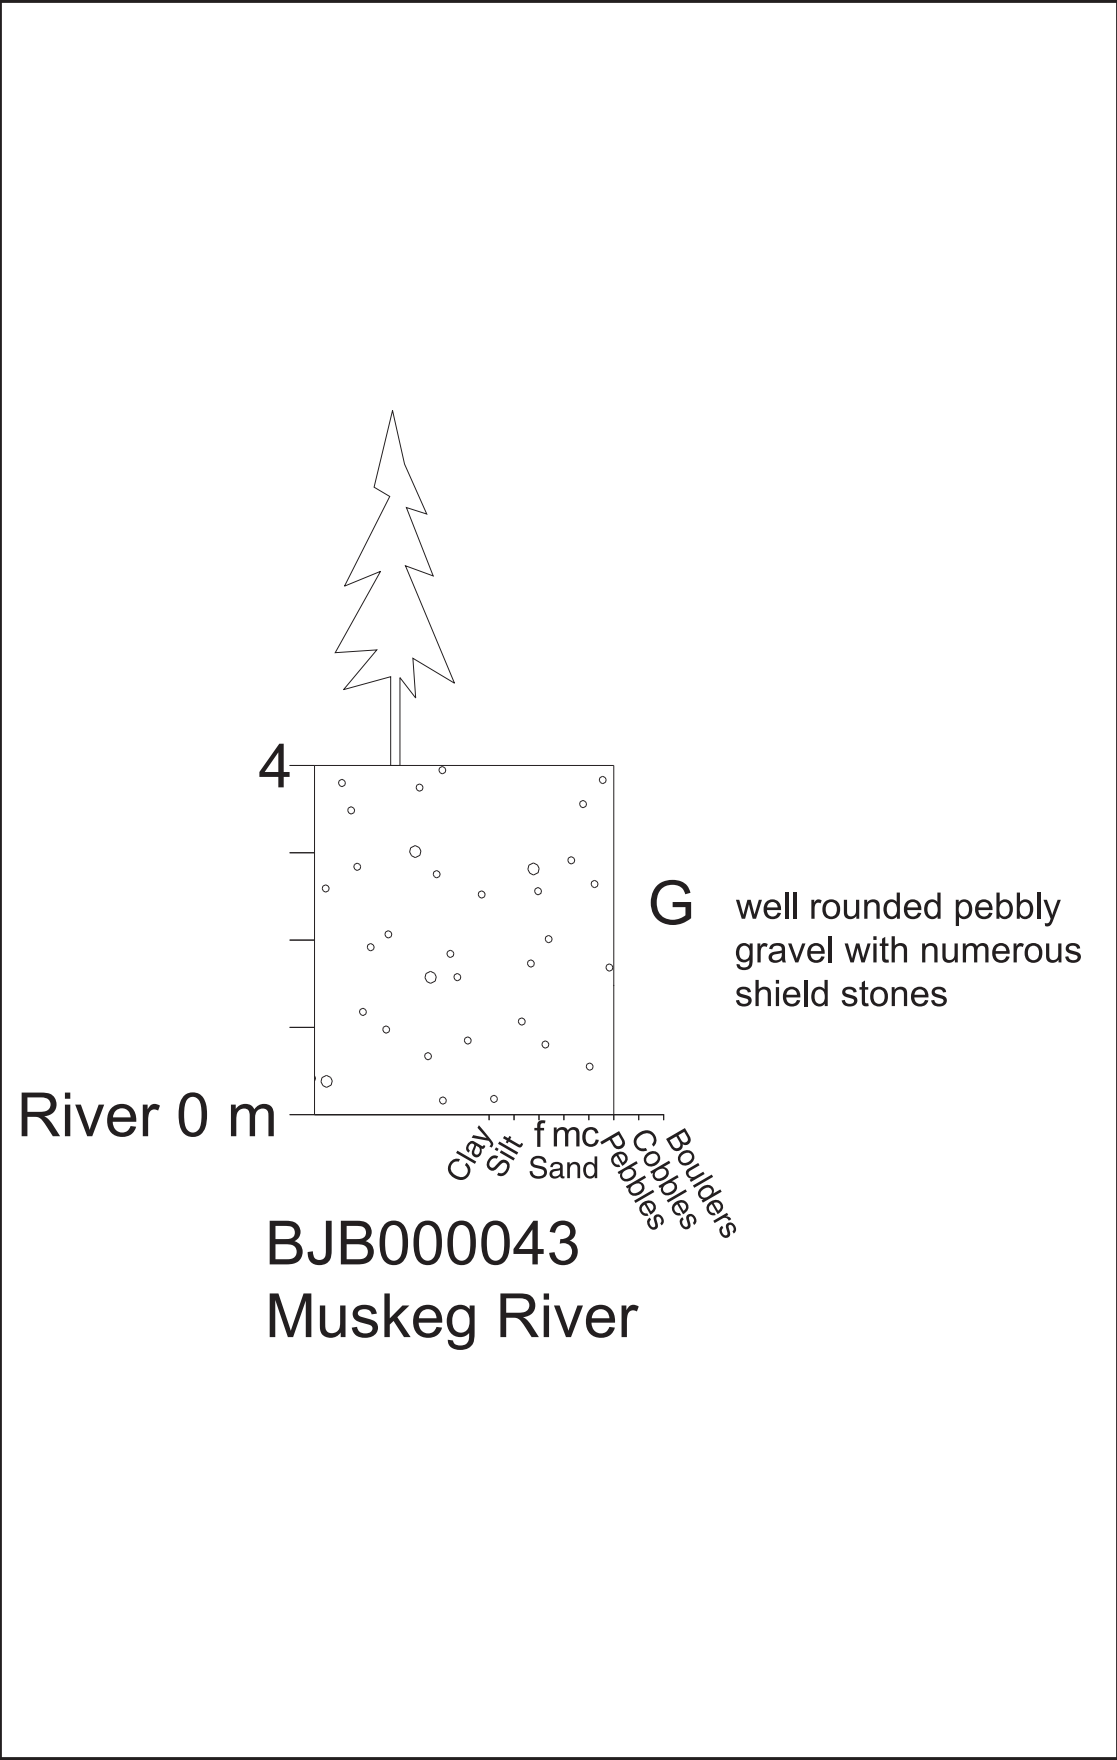 4
G
well rounded pebbly
gravel with numerous
shield stones
River 0 m
Clay
Silt
f m c
Sand
Pebbles
Cobbles
Boulders
BJB000043
Muskeg River